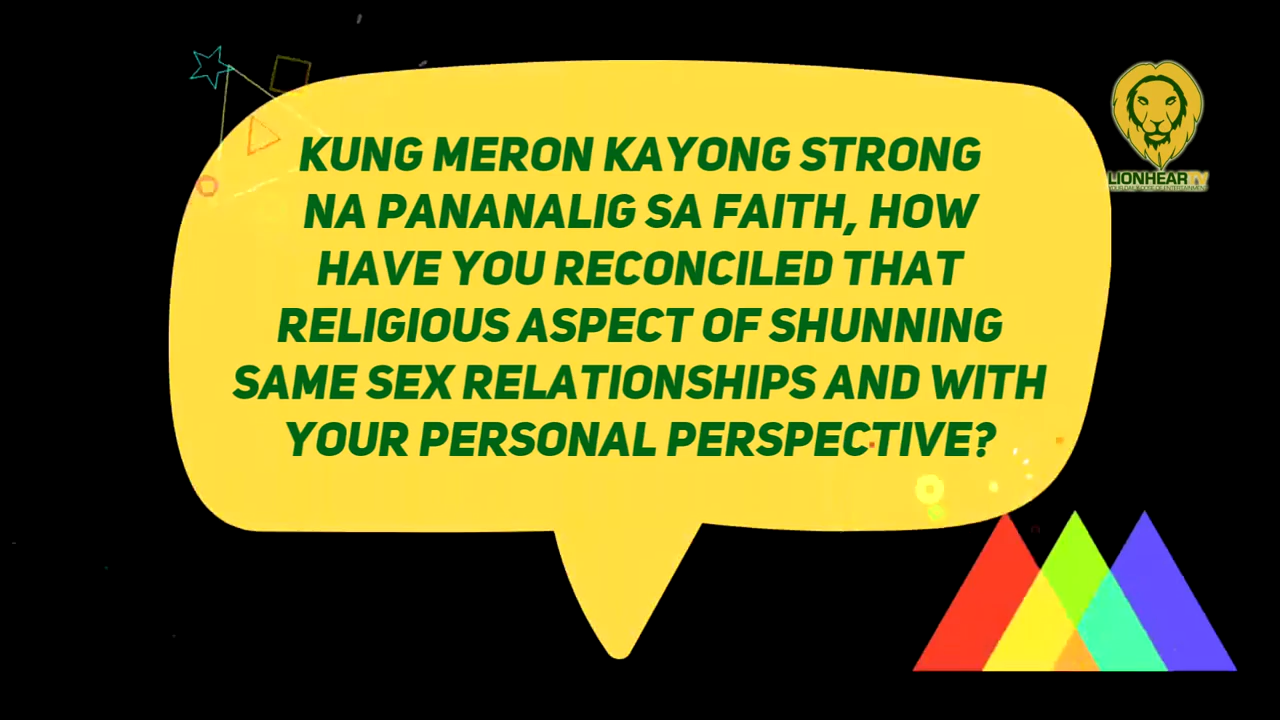 KUNG MERON KAYONG STRONG
NA PANANALIG SA FAITH, HOW
HAVE YOU RECONCILED THAT
RELIGIOUS ASPECT OF SHUNNING
SAME SEX RELATIONSHIPS AND WITH
YOUR PERSONAL PERSPECTIVE?
LIONHEARTV